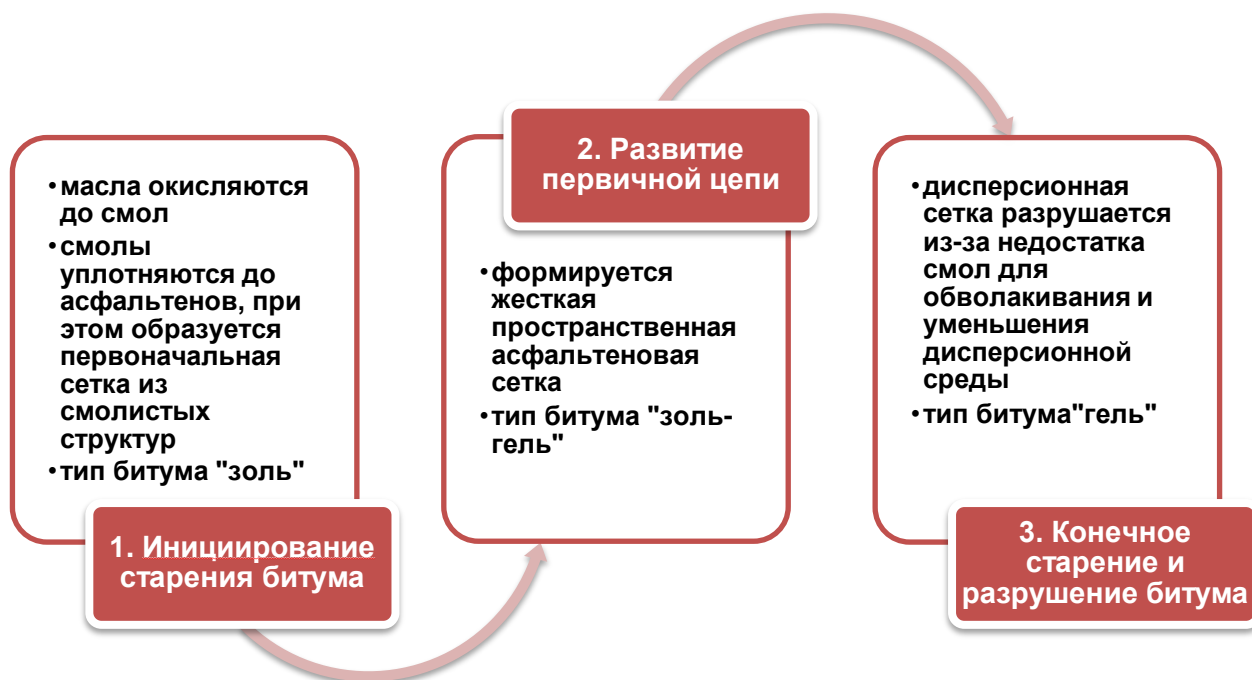 •масла окисляются
до смол
•смолы
уплотняются до
асфальтенов, при
этом образуется
первоначальная
сетка из
смолистых
структур
•тип битума "золь"
1. Инициирование
старения битума
2. Развитие
первичной цепи
•формируется
жесткая
пространственная
асфальтеновая
сетка
•тип битума "золь-
гель"
•дисперсионная
сетка разрушается
из-за недостатка
смол для
обволакивания и
уменьшения
дисперсионной
среды
•тип битума"гель"
3. Конечное
старение и
разрушение битума